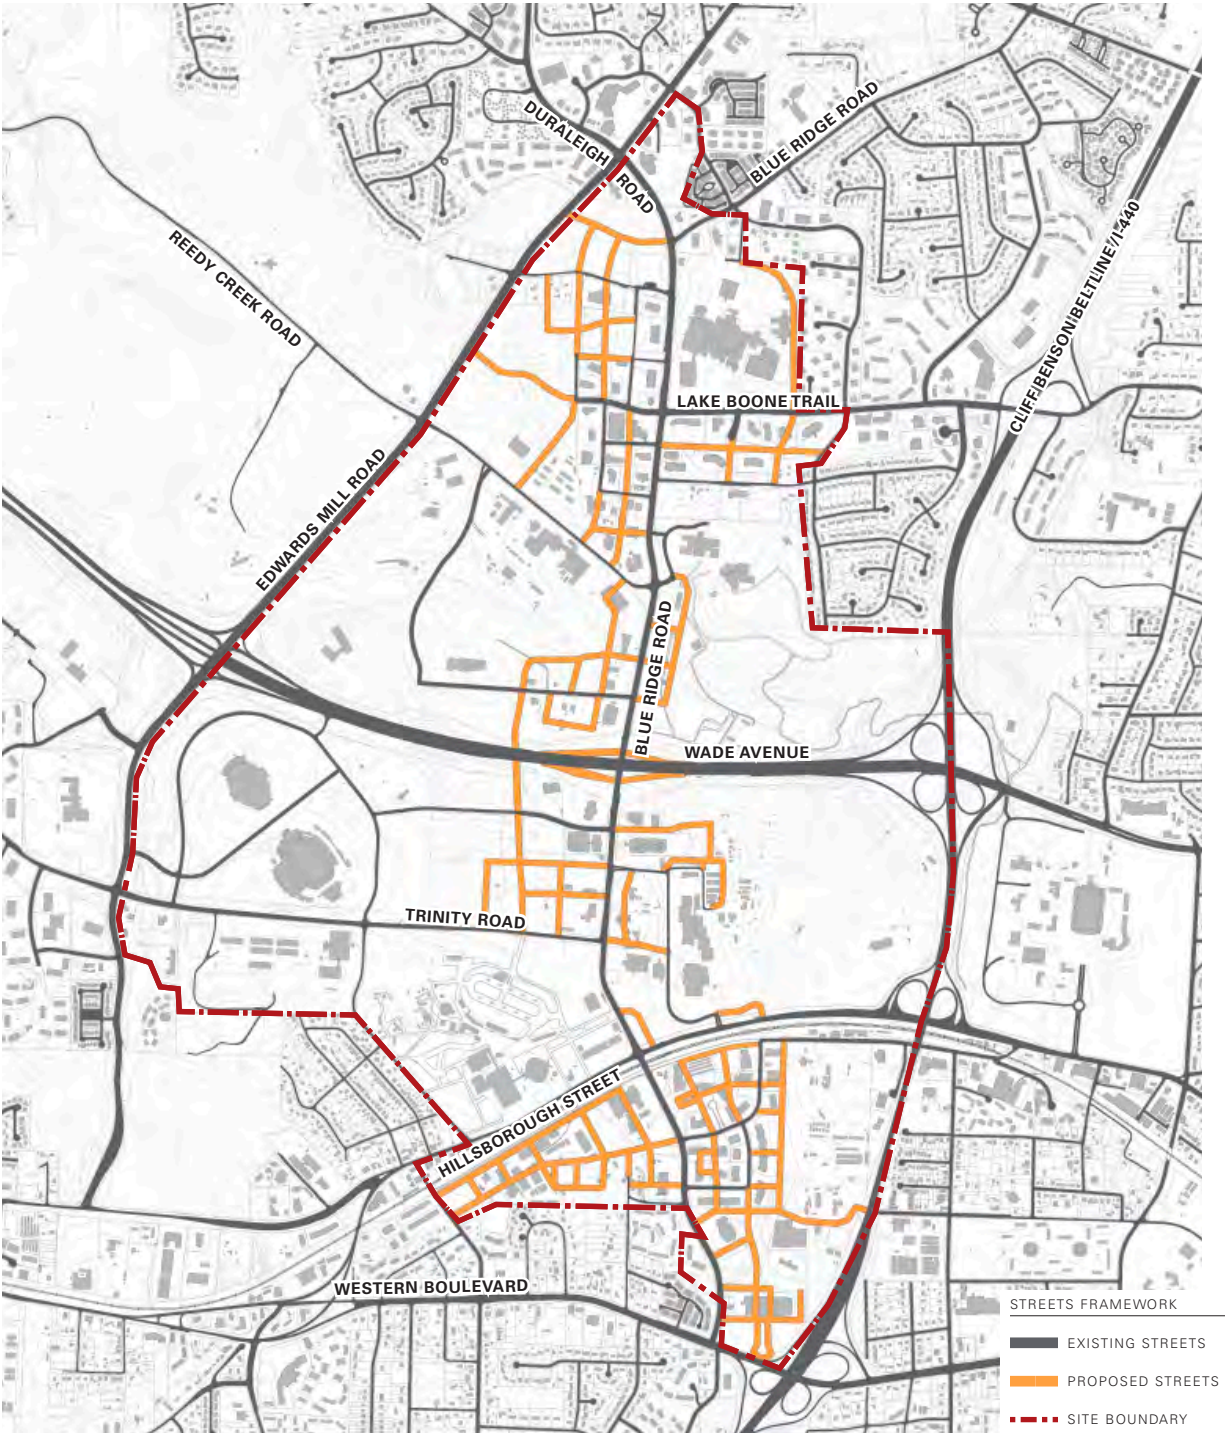 DURALEIGH
ROAD
BLUE RIDGE ROAD
REEDY CREEK ROAD
CLIFF BENSON BELTLINE / I-440
LAKE BOONE TRAIL
EDWARDS MILL ROAD
BLUE RIDGE ROAD
WADE AVENUE
TRINITY ROAD
HILLSBOROUGH STREET
WESTERN BOULEVARD
STREETS FRAMEWORK
EXISTING STREETS
PROPOSED STREETS
SITE BOUNDARY